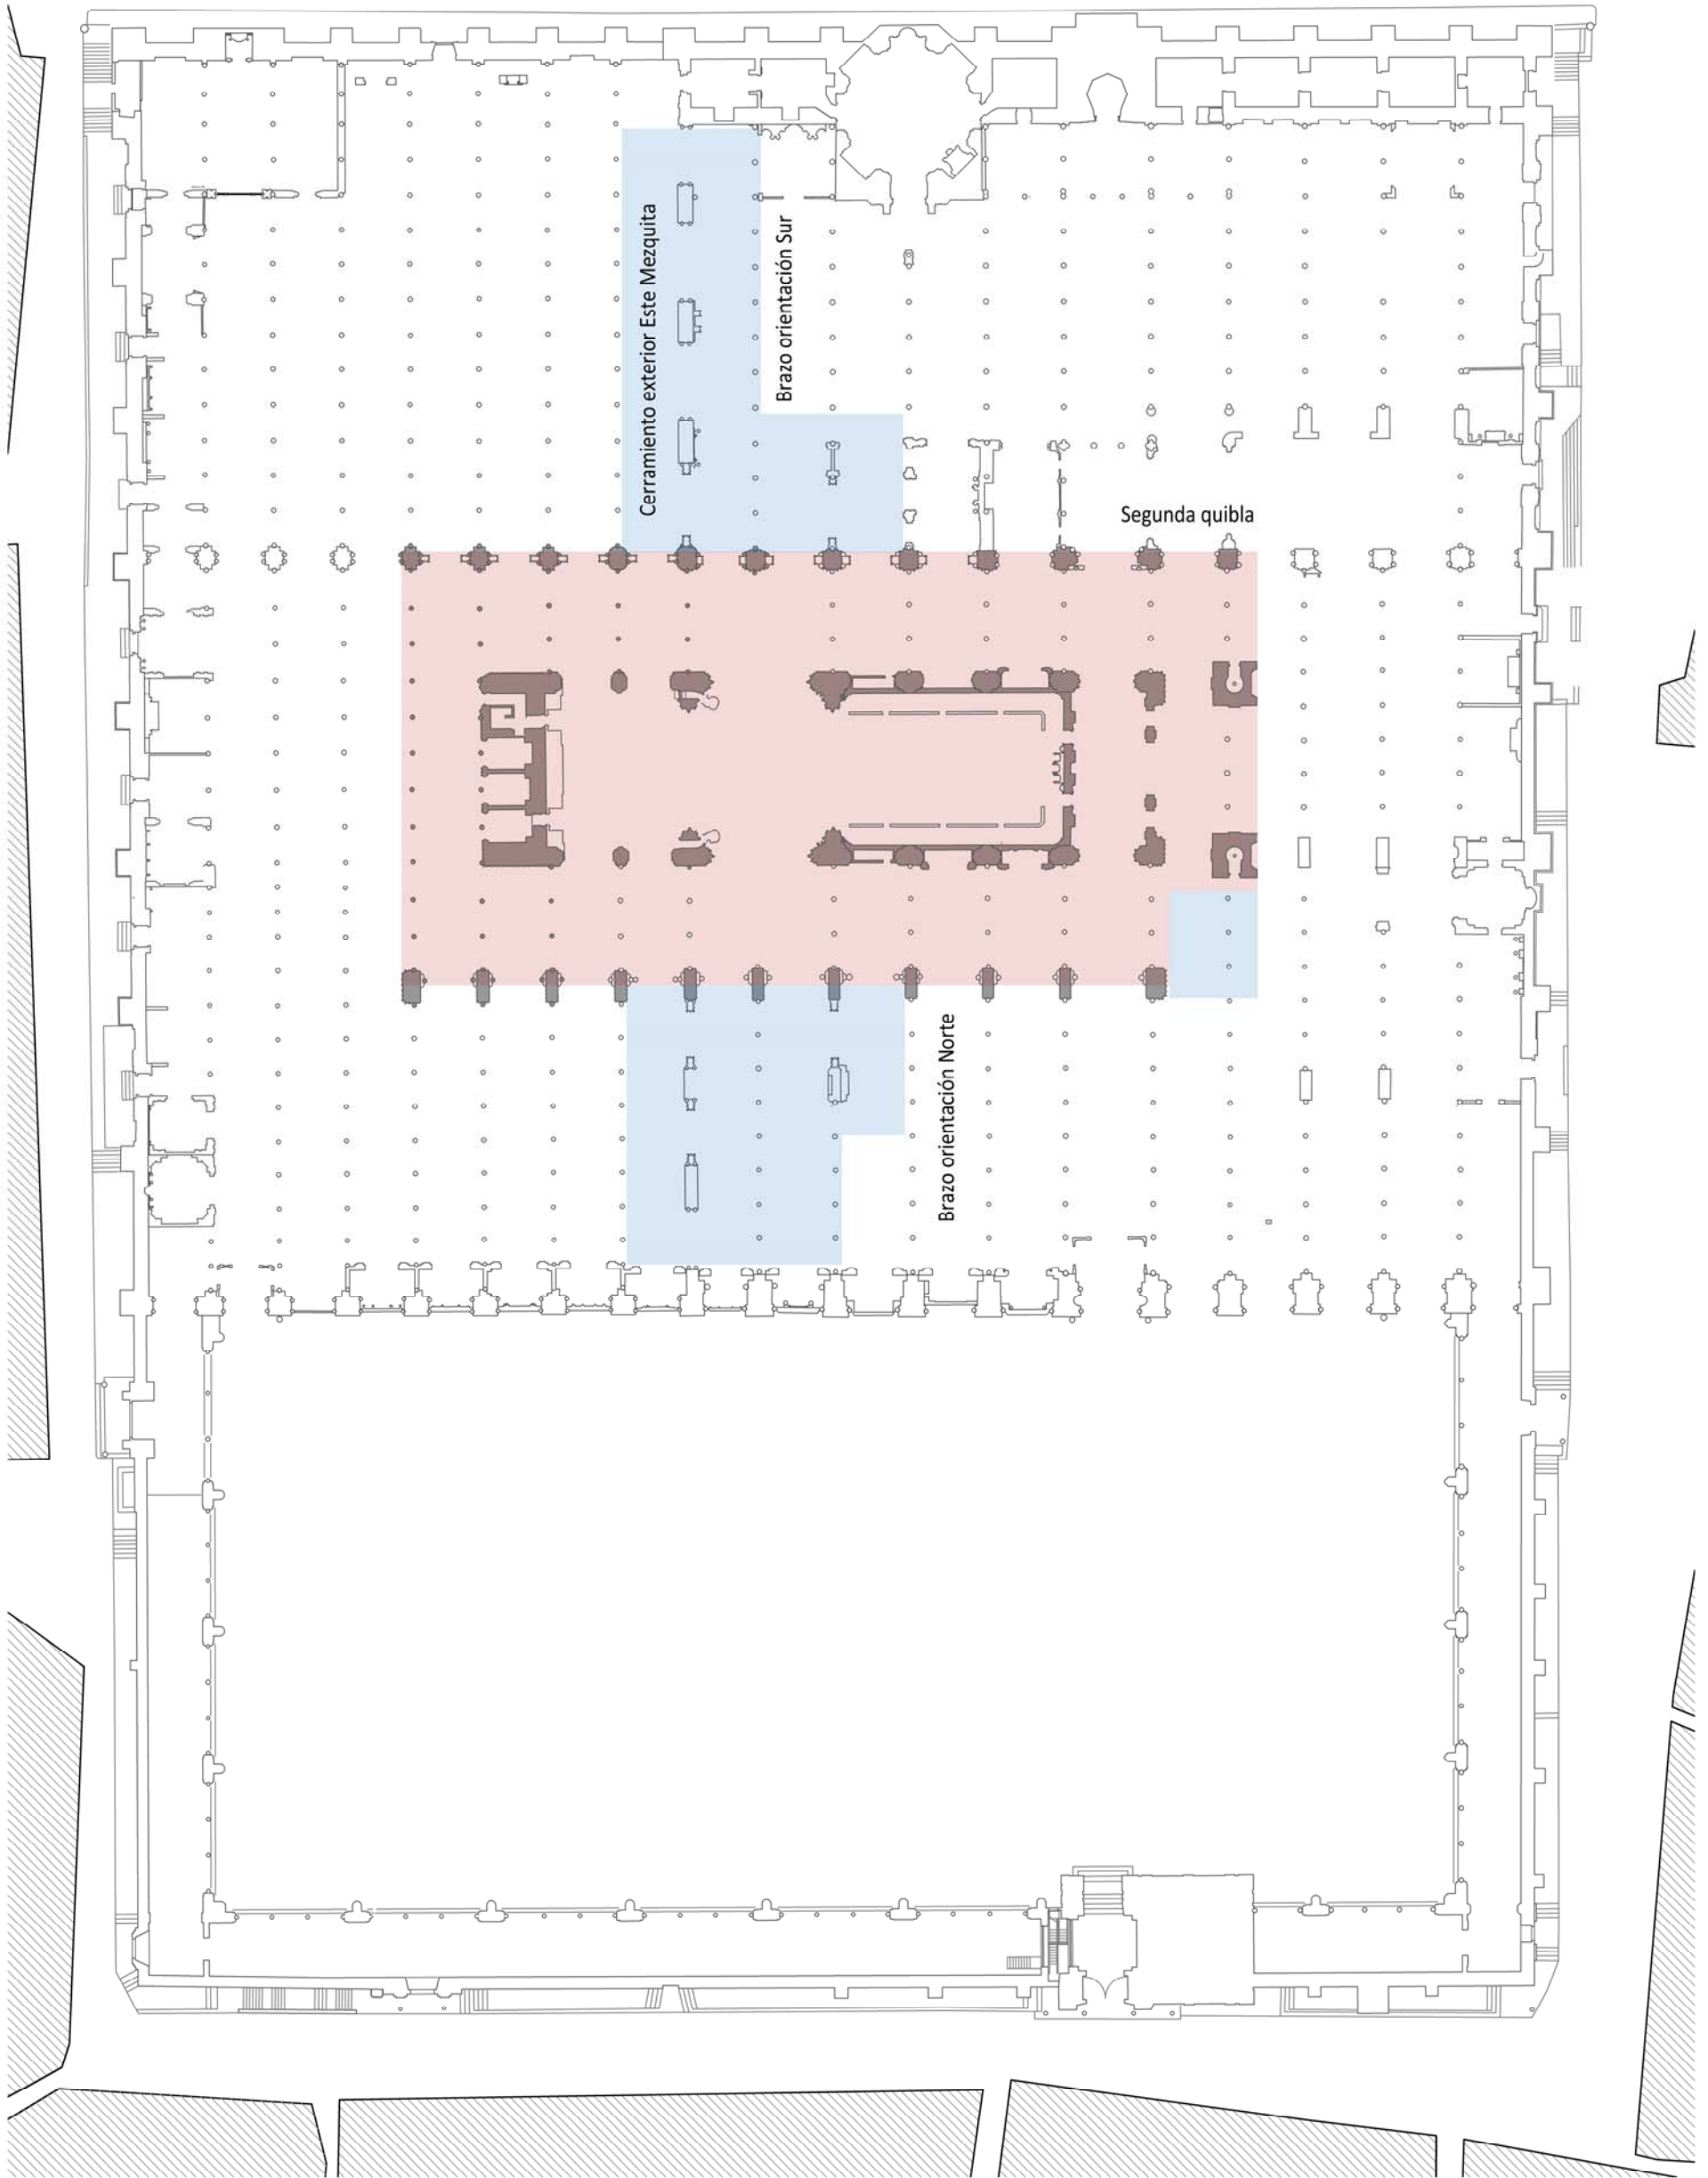 Cerramiento exterior Este Mezquita
Brazo orientación Sur
Segunda quibla
Brazo orientación Norte